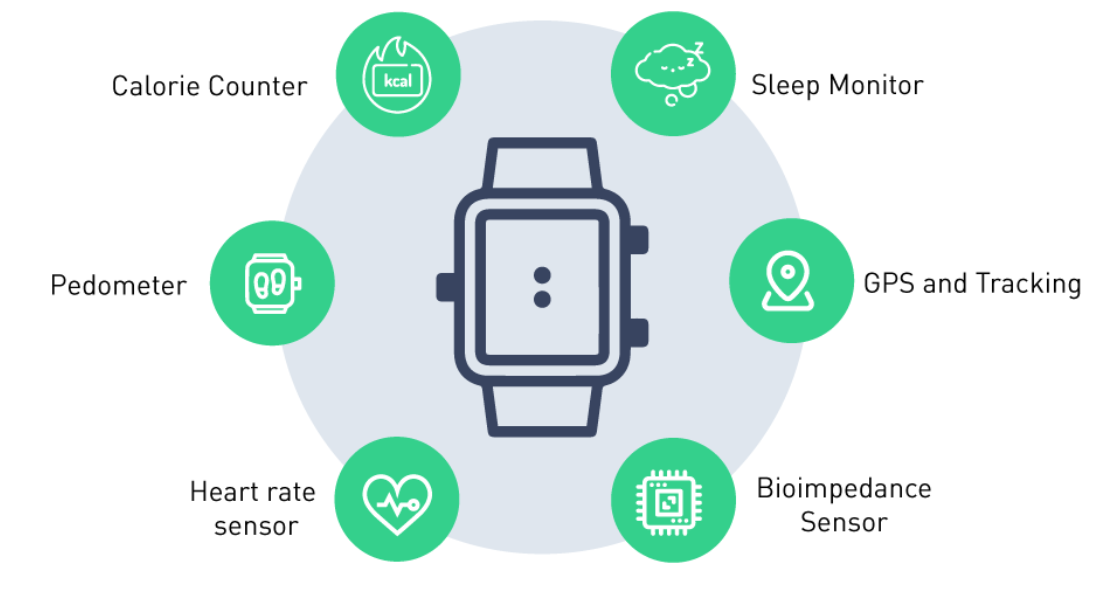 Calorie Counter
kcal
Z
z
Sleep Monitor
Pedometer
GPS and Tracking
Heart rate
sensor
Bioimpedance
Sensor